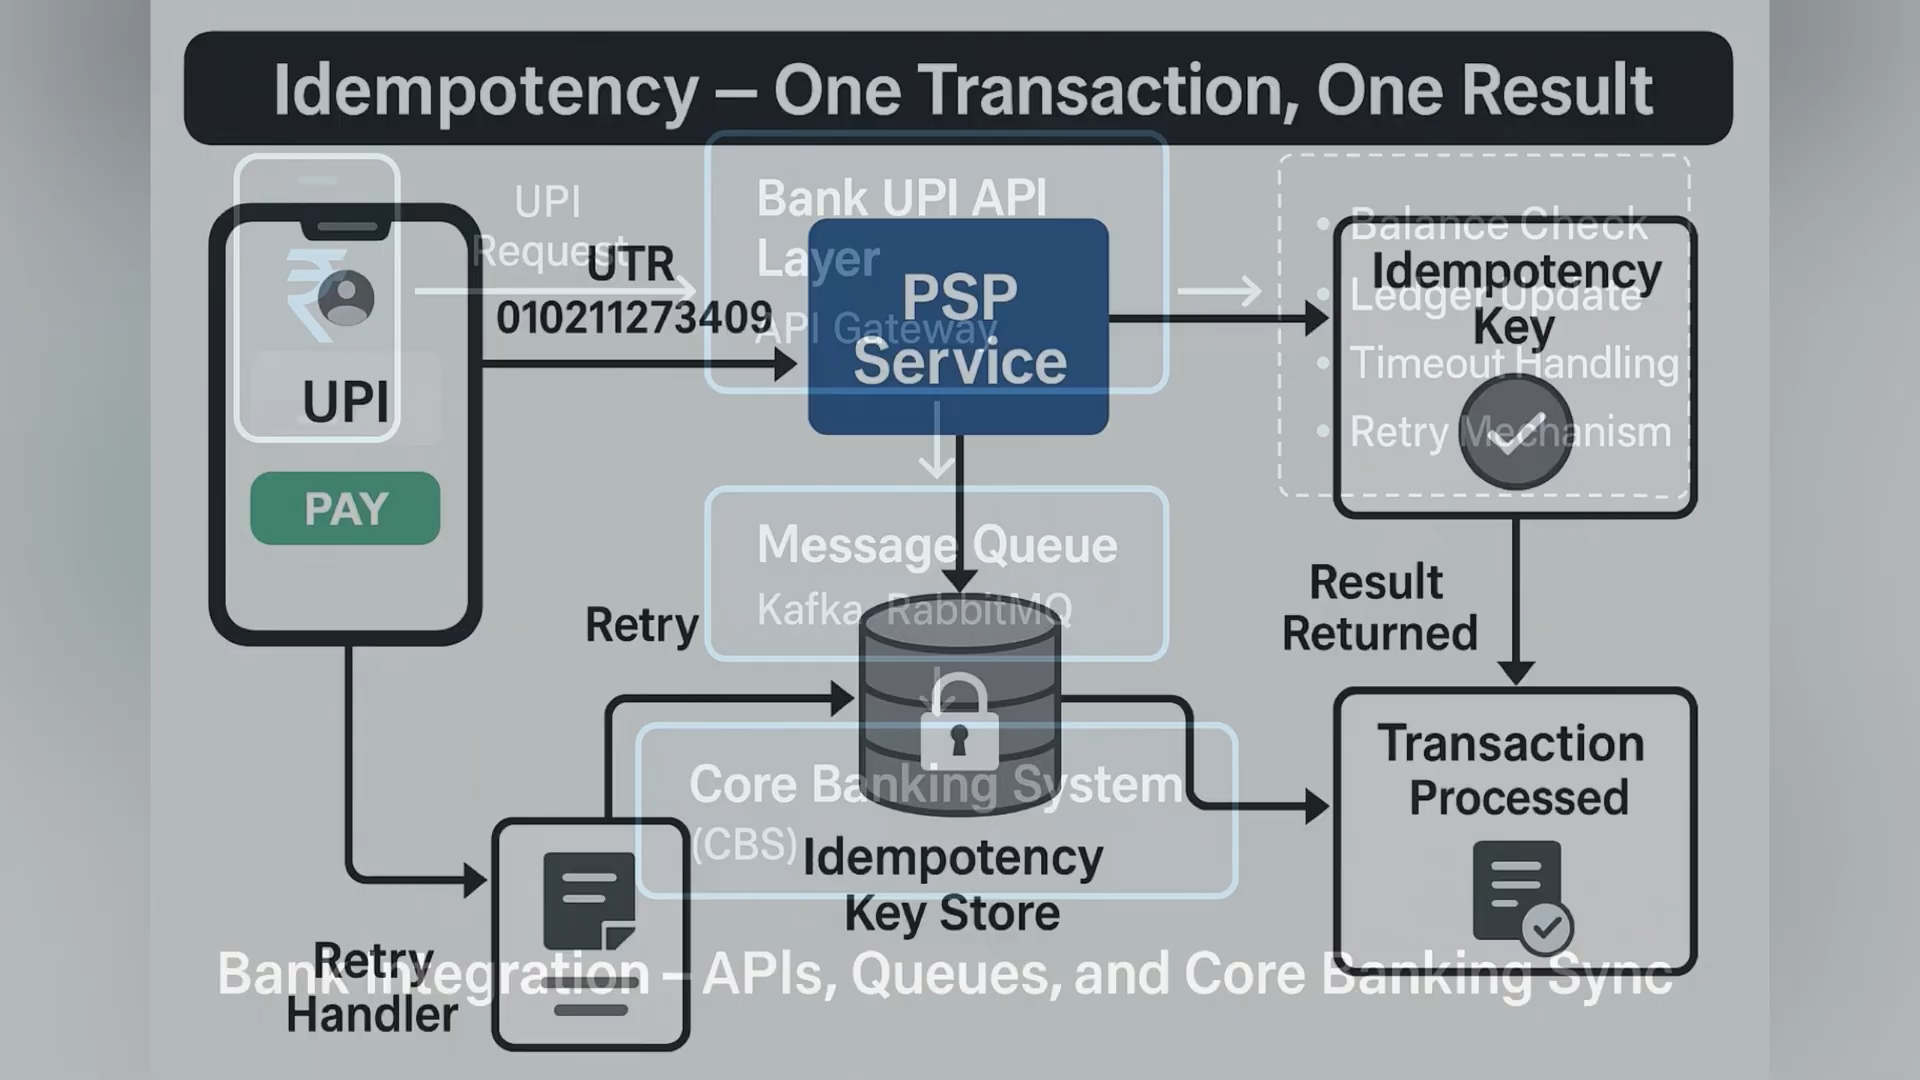 Idempotency – One Transaction, One Result
UPI
Request
UTR
010211273409
UPI
PAY
Bank UPI API
Layer
API Gateway
PSP
Service
• Balance Check
• Ledger Update
• Timeout Handling
• Retry Mechanism
Idempotency
Key
Message Queue
Kafka, RabbitMQ
Retry
Result
Returned
Core Banking System
(CBS)
Idempotency
Key Store
Transaction
Processed
Retry
Handler
Bank Integration – APIs, Queues, and Core Banking Sync